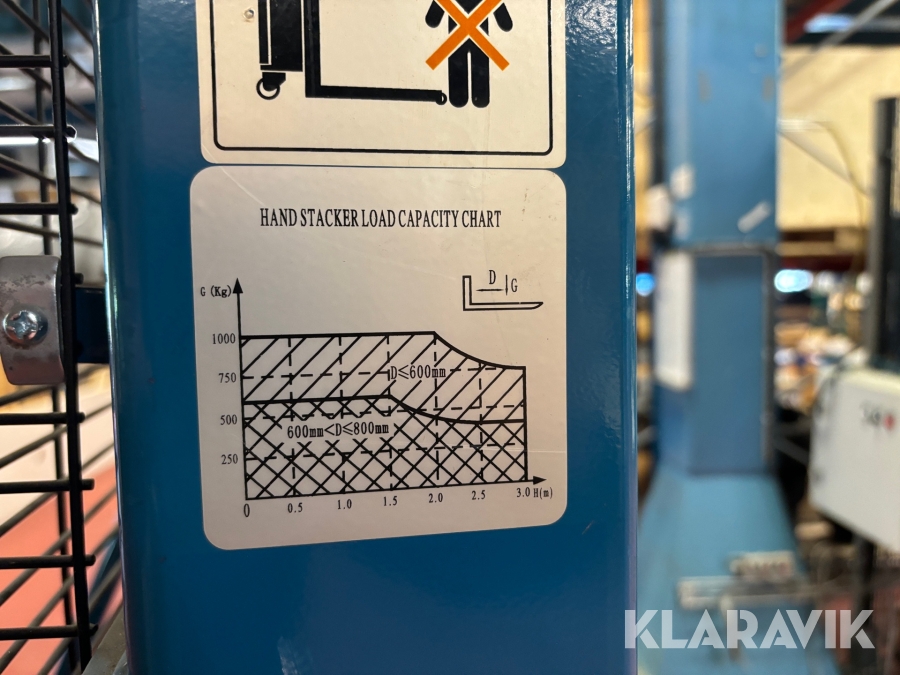 HAND STACKER LOAD CAPACITY CHART
D
G
G (Kg)
1000
D≤600mm
750
500
600mm<D≤800mm
250
0 0.5 1.0 1.5 2.0 2.5 3.0 H(m)
KLARAVIK